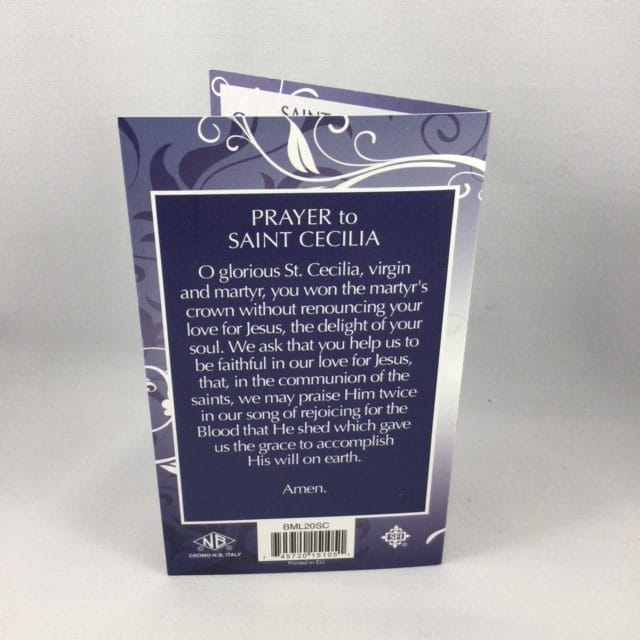 SAINT
PRAYER to
SAINT CECILIA
O glorious St. Cecilia, virgin
and martyr, you won the martyr's
crown without renouncing your
love for Jesus, the delight of your
soul. We ask that you help us to
be faithful in our love for Jesus,
that, in the communion of the
saints, we may praise Him twice
in our song of rejoicing for the
Blood that He shed which gave
us the grace to accomplish
His will on earth.
Amen.
BML20SC
NB
CROMO-N.B. ITALY
7 45720 15105
Printed in EU